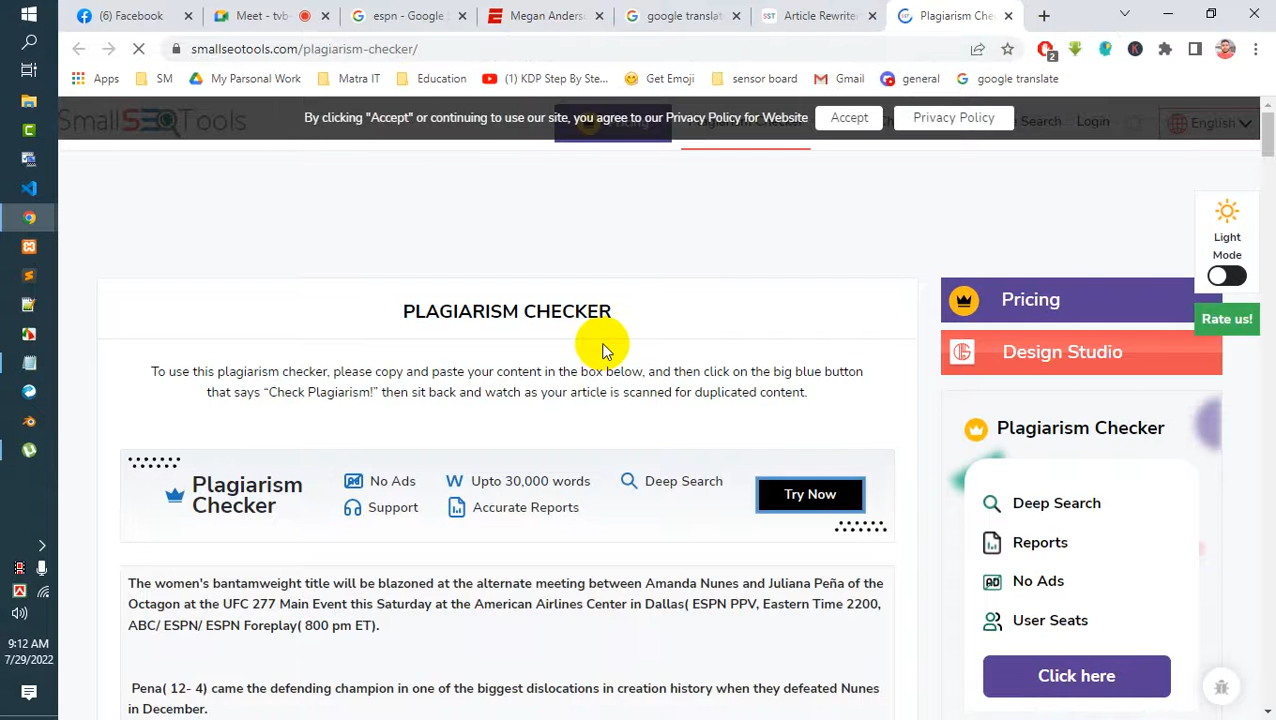 Facebook
Meet - tvb-
espn - Google S
Megan Anders
google translat
Article Rewriter
Plagiarism Chec
smallseotools.com/plagiarism-checker/
2
Apps
SM
My Parsonal Work
Matra IT
Education
(1) KDP Step By Ste...
Get Emoji
sensor board
Gmail
general
google translate
SmallSEOTools
By clicking "Accept" or continuing to use our site, you agree to our Privacy Policy for Website
Accept
Privacy Policy
Pricing
Search
Login
English
Light
Mode
Rate us!
PLAGIARISM CHECKER
To use this plagiarism checker, please copy and paste your content in the box below, and then click on the big blue button
that says “Check Plagiarism!” then sit back and watch as your article is scanned for duplicated content.
Plagiarism
Checker
No Ads
Upto 30,000 words
Deep Search
Support
Accurate Reports
Try Now
The women's bantamweight title will be blazoned at the alternate meeting between Amanda Nunes and Juliana Peña of the
Octagon at the UFC 277 Main Event this Saturday at the American Airlines Center in Dallas( ESPN PPV, Eastern Time 2200,
ABC/ ESPN/ ESPN Foreplay( 800 pm ET).
Pena( 12- 4) came the defending champion in one of the biggest dislocations in creation history when they defeated Nunes
in December.
Pricing
Design Studio
Plagiarism Checker
Deep Search
Reports
No Ads
User Seats
Click here
9:12 AM
7/29/2022